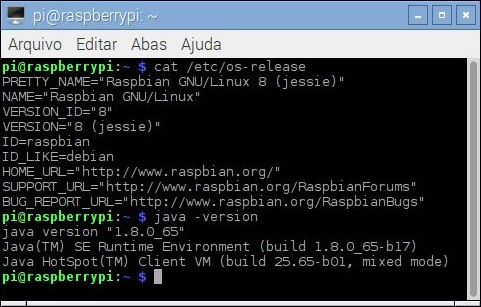 pi@raspberrypi: ~
Arquivo Editar Abas Ajuda
pi@raspberrypi:~ $ cat /etc/os-release
PRETTY_NAME="Raspbian GNU/Linux 8 (jessie)"
NAME="Raspbian GNU/Linux"
VERSION_ID="8"
VERSION="8 (jessie)"
ID=raspbian
ID_LIKE=debian
HOME_URL="http://www.raspbian.org/"
SUPPORT_URL="http://www.raspbian.org/RaspbianForums"
BUG_REPORT_URL="http://www.raspbian.org/RaspbianBugs"
pi@raspberrypi:~ $ java -version
java version "1.8.0_65"
Java(TM) SE Runtime Environment (build 1.8.0_65-b17)
Java HotSpot(TM) Client VM (build 25.65-b01, mixed mode)
pi@raspberrypi:~ $